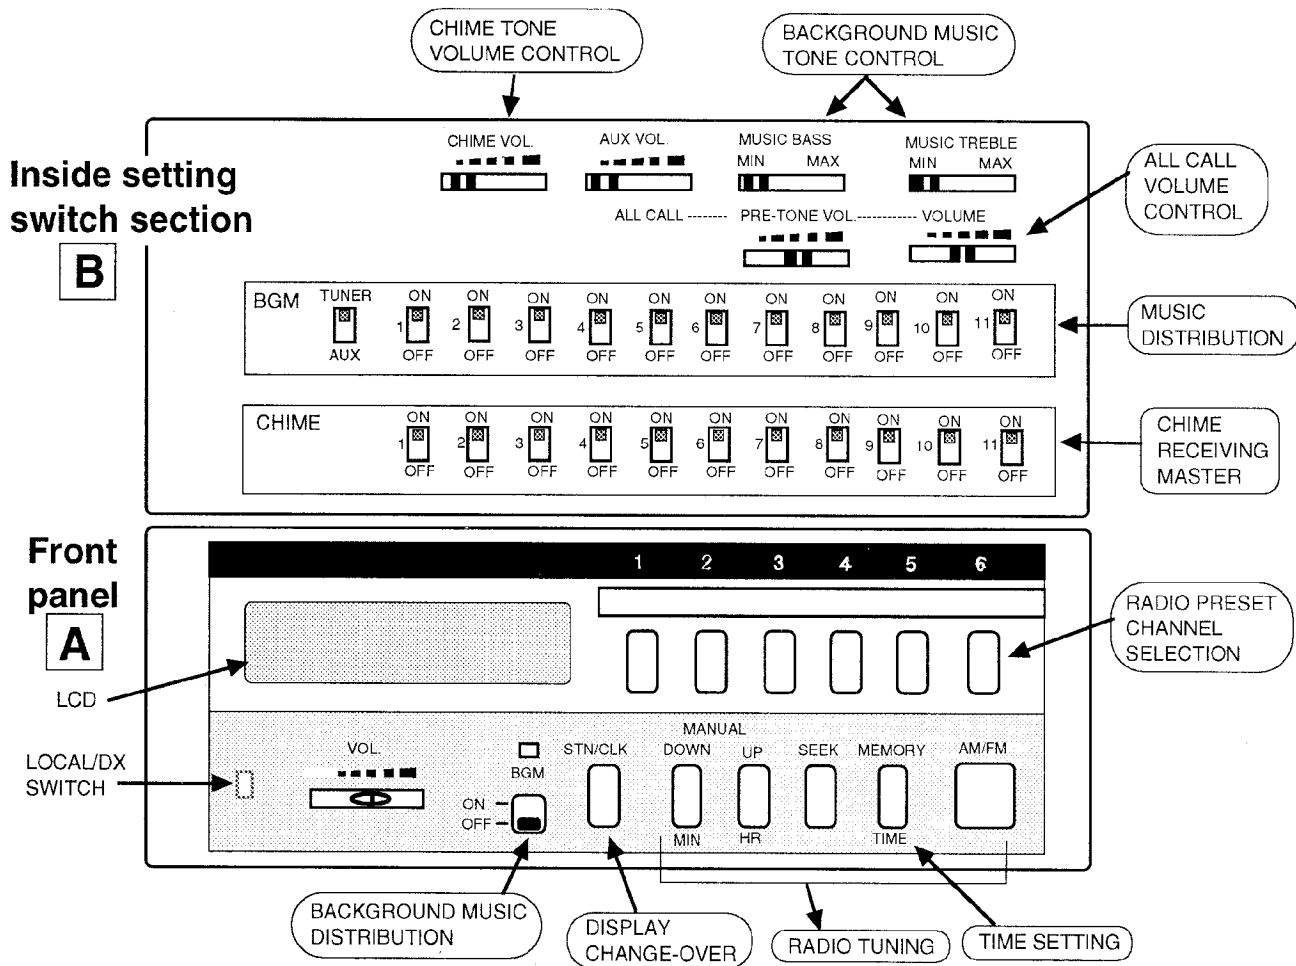 CHIME TONE
VOLUME CONTROL
BACKGROUND MUSIC
TONE CONTROL
Inside setting
switch section
B
CHIME VOL.
AUX VOL.
MUSIC BASS
MIN MAX
MUSIC TREBLE
MIN MAX
ALL CALL
VOLUME
CONTROL
ALL CALL ------- PRE-TONE VOL. ----------- VOLUME
BGM TUNER ON ON ON ON ON ON ON ON ON ON ON
1 2 3 4 5 6 7 8 9 10 11
AUX OFF OFF OFF OFF OFF OFF OFF OFF OFF OFF OFF
MUSIC
DISTRIBUTION
CHIME ON ON ON ON ON ON ON ON ON ON ON
1 2 3 4 5 6 7 8 9 10 11
OFF OFF OFF OFF OFF OFF OFF OFF OFF OFF OFF
CHIME
RECEIVING
MASTER
Front
panel
A
1 2 3 4 5 6
RADIO PRESET
CHANNEL
SELECTION
LCD
LOCAL/DX
SWITCH
VOL.
BGM
ON
OFF
STN/CLK
MANUAL
DOWN UP SEEK MEMORY AM/FM
MIN HR TIME
BACKGROUND MUSIC
DISTRIBUTION
DISPLAY
CHANGE-OVER
RADIO TUNING
TIME SETTING